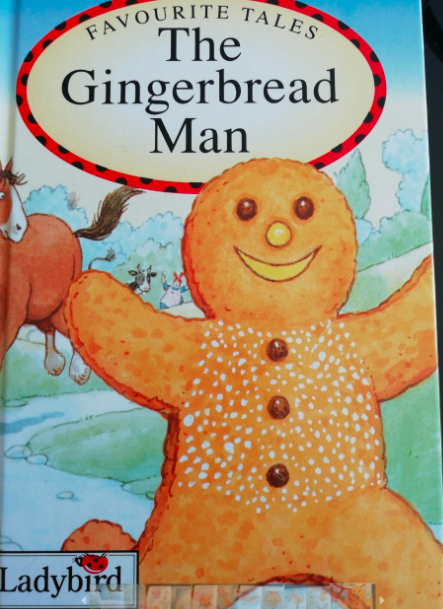 FAVOURITE TALES
The
Gingerbread
Man
Ladybird